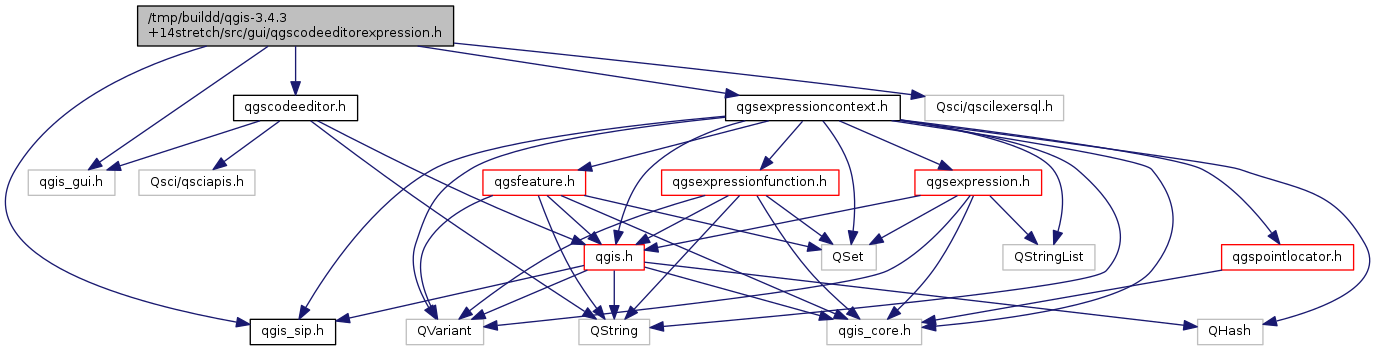 /tmp/buildd/qgis-3.4.3
+14stretch/src/gui/qgscodeeditorexpression.h
qgscodeeditor.h
qgsexpressioncontext.h
Qsci/qscilexersql.h
qgis_gui.h
Qsci/qsciapis.h
qgsfeature.h
qgsexpressionfunction.h
qgsexpression.h
qgis.h
QSet
QStringList
qgspointlocator.h
qgis_sip.h
QVariant
QString
qgis_core.h
QHash